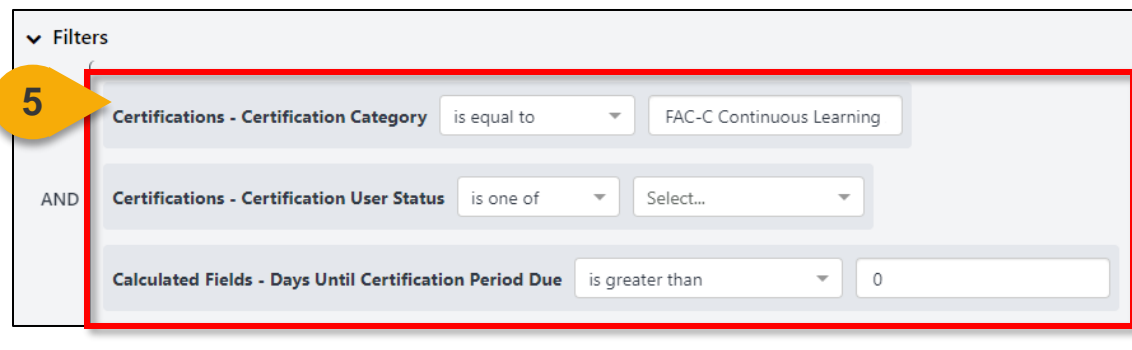 Filters
5
Certifications - Certification Category is equal to FAC-C Continuous Learning
AND Certifications - Certification User Status is one of Select...
Calculated Fields - Days Until Certification Period Due is greater than 0